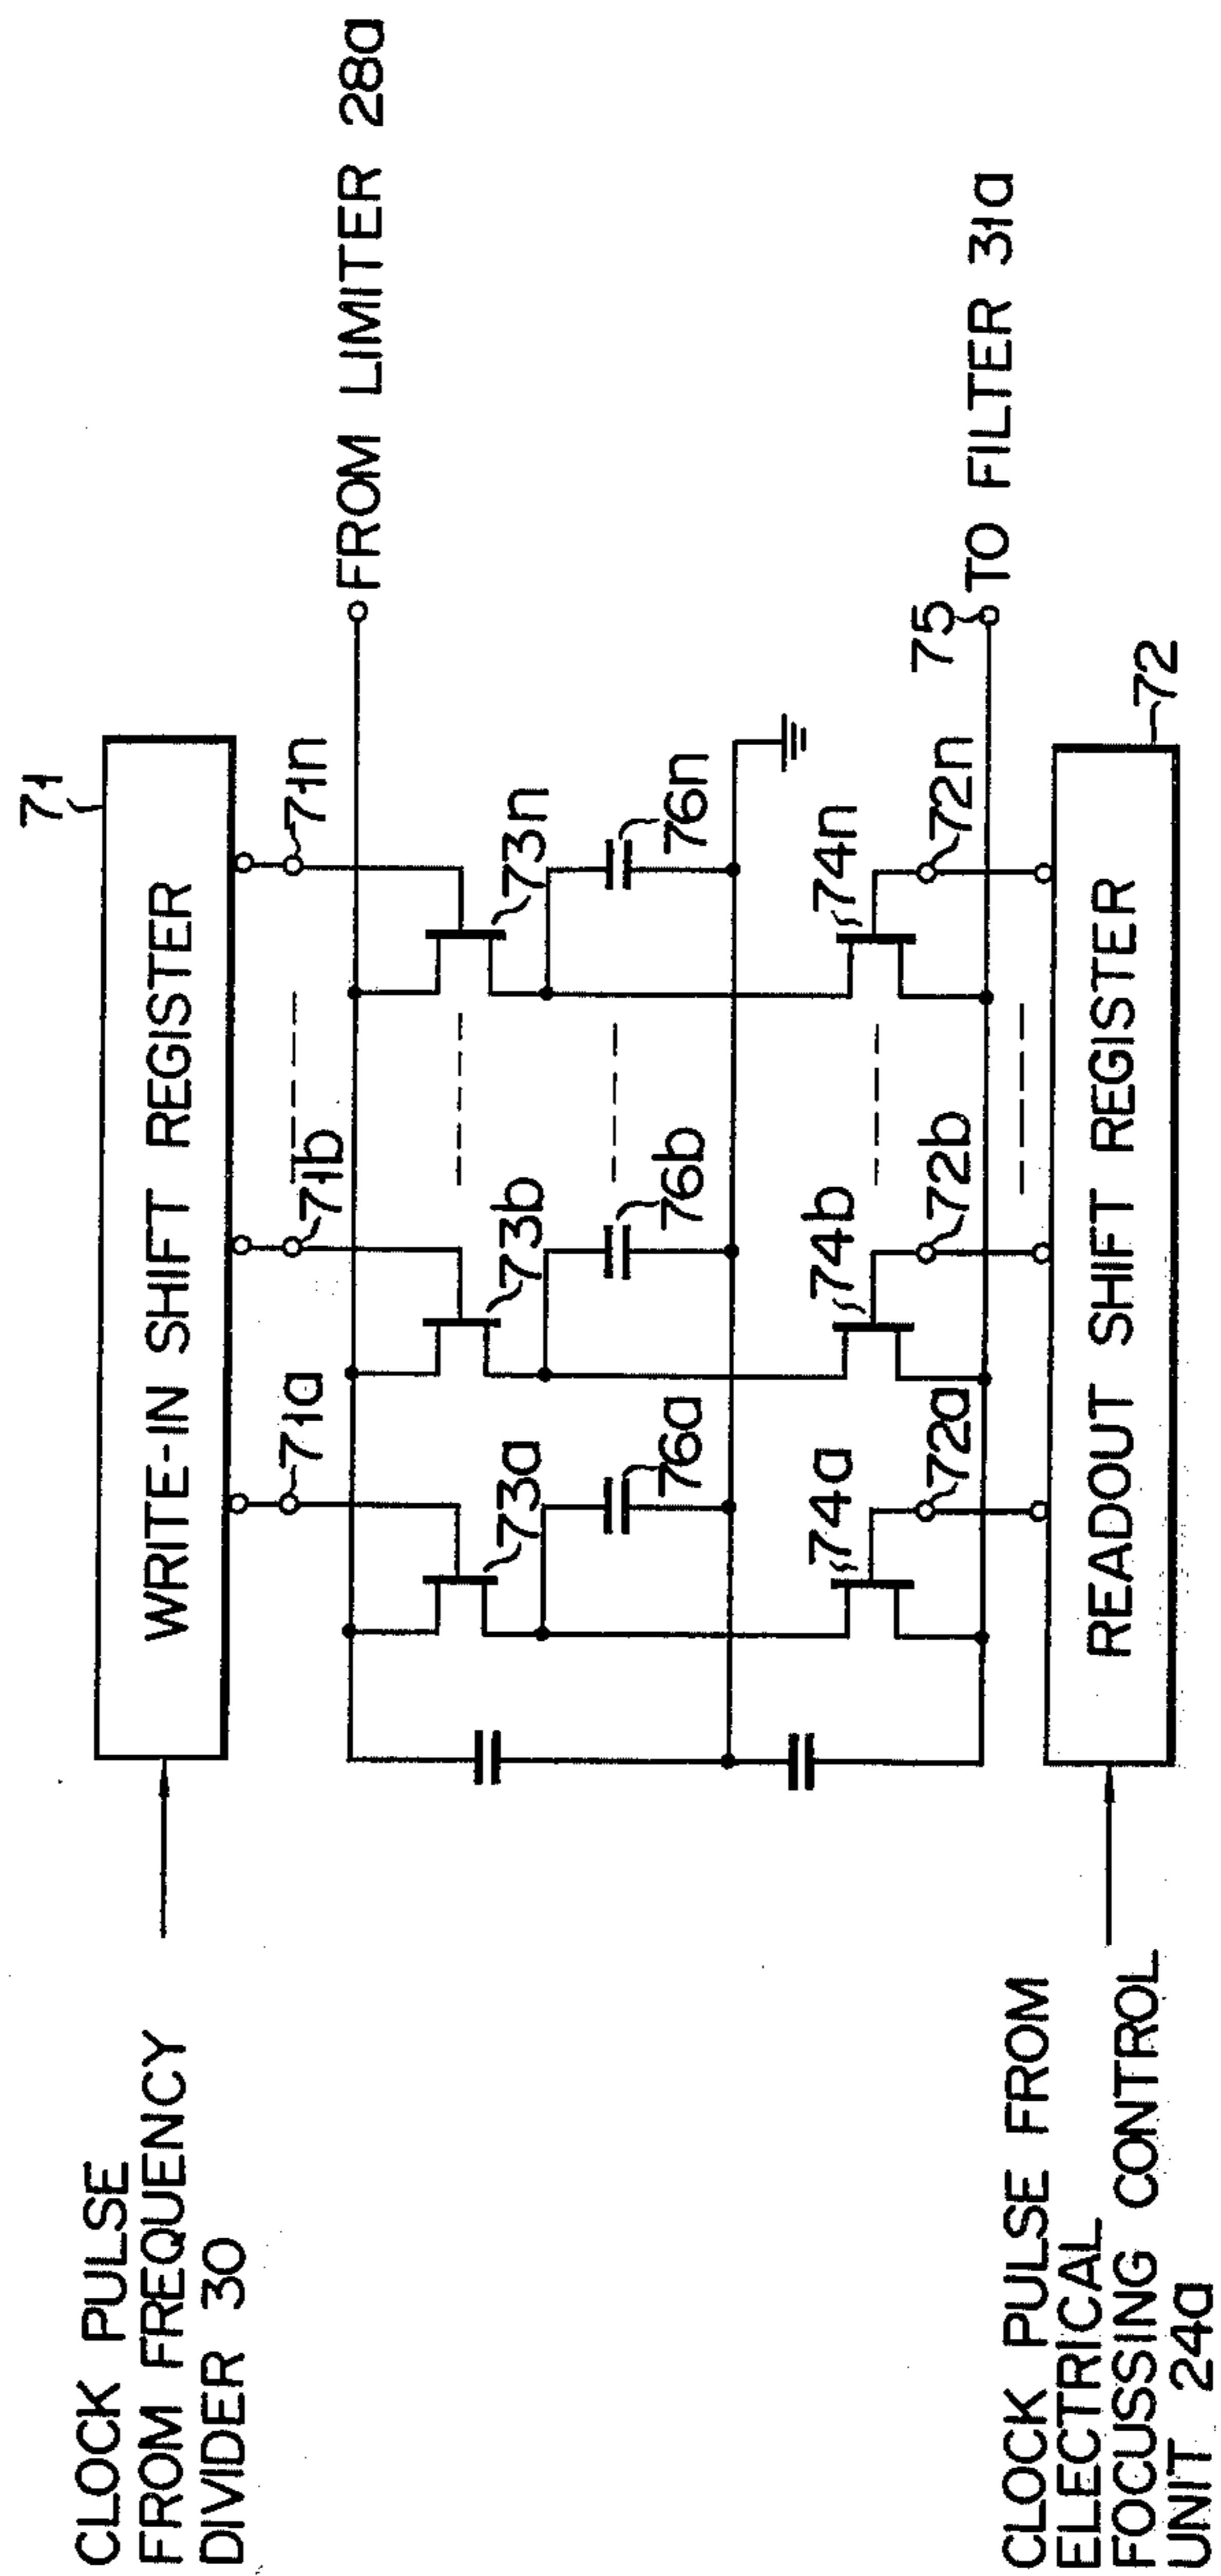 CLOCK PULSE
FROM FREQUENCY
DIVIDER 30
71
WRITE-IN SHIFT REGISTER
71a
71b
71n
FROM LIMITER 28a
73a
73b
73n
76a
76b
76n
74a
74b
74n
72a
72b
72n
75
TO FILTER 31a
72
READOUT SHIFT REGISTER
CLOCK PULSE FROM
ELECTRICAL
FOCUSSING CONTROL
UNIT 24a